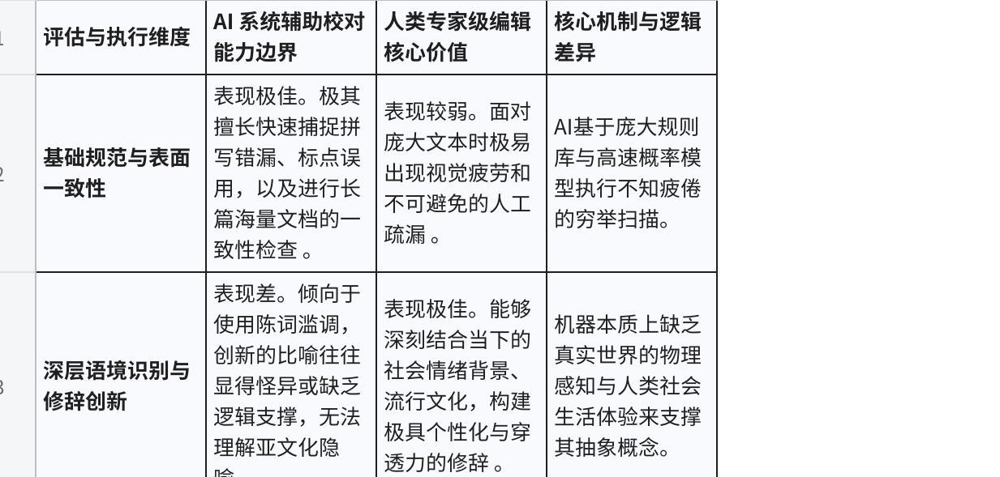 1
评估与执行维度
AI 系统辅助校对
能力边界
人类专家级编辑
核心价值
核心机制与逻辑
差异
2
基础规范与表面
一致性
表现极佳。极其
擅长快速捕捉拼
写错漏、标点误
用，以及进行长
篇海量文档的一
致性检查 。
表现较弱。面对
庞大文本时极易
出现视觉疲劳和
不可避免的人工
疏漏 。
AI基于庞大规则
库与高速概率模
型执行不知疲倦
的穷举扫描。
3
深层语境识别与
修辞创新
表现差。倾向于
使用陈词滥调，
创新的比喻往往
显得怪异或缺乏
逻辑支撑，无法
理解亚文化隐
喻
表现极佳。能够
深刻结合当下的
社会情绪背景、
流行文化，构建
极具个性化与穿
透力的修辞 。
机器本质上缺乏
真实世界的物理
感知与人类社会
生活体验来支撑
其抽象概念。